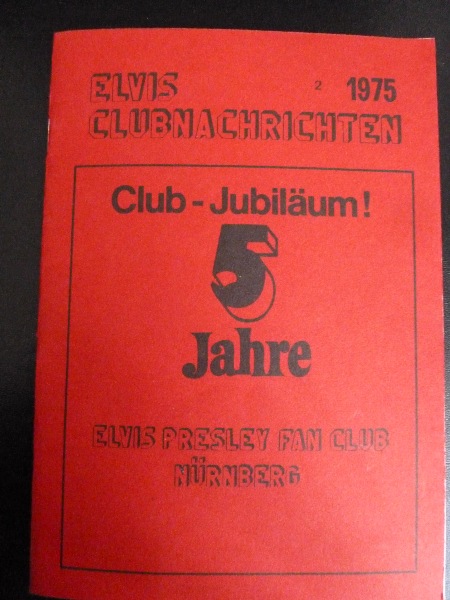 ELVIS 2 1975
CLUBNACHRICHTEN
Club - Jubiläum!
5
Jahre
ELVIS PRESLEY FAN CLUB
NÜRNBERG